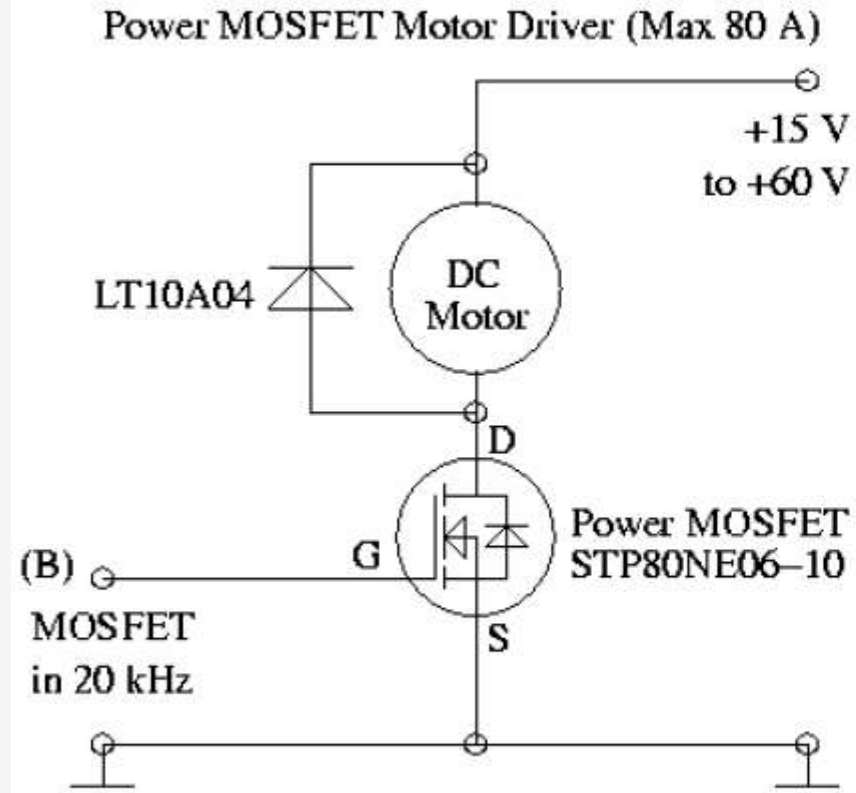 Power MOSFET Motor Driver (Max 80 A)
+15 V
to +60 V
LT10A04
DC
Motor
D
Power MOSFET
STP80NE06–10
G
(B)
S
MOSFET
in 20 kHz